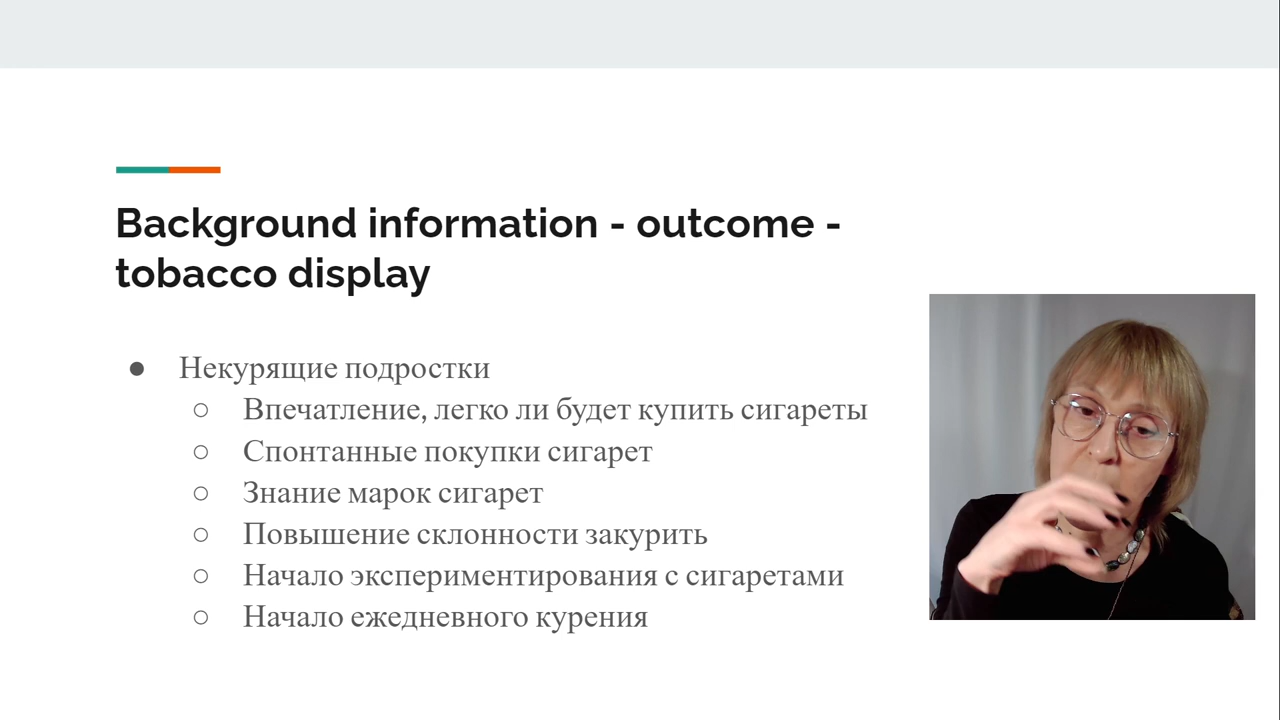 Background information - outcome -
tobacco display
● Некурящие подростки
○ Впечатление, легко ли будет купить сигареты
○ Спонтанные покупки сигарет
○ Знание марок сигарет
○ Повышение склонности закурить
○ Начало экспериментирования с сигаретами
○ Начало ежедневного курения